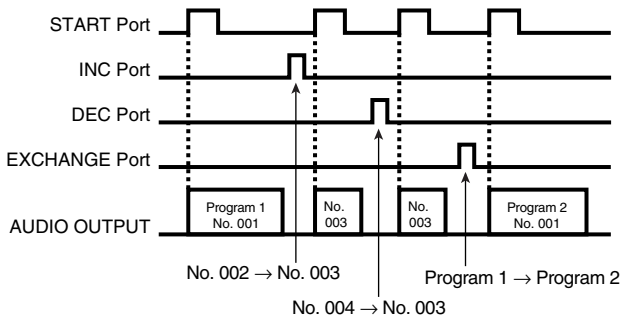 START Port
INC Port
DEC Port
EXCHANGE Port
AUDIO OUTPUT
Program 1
No. 001
No.
003
No.
003
Program 2
No. 001
No. 002 → No. 003
Program 1 → Program 2
No. 004 → No. 003